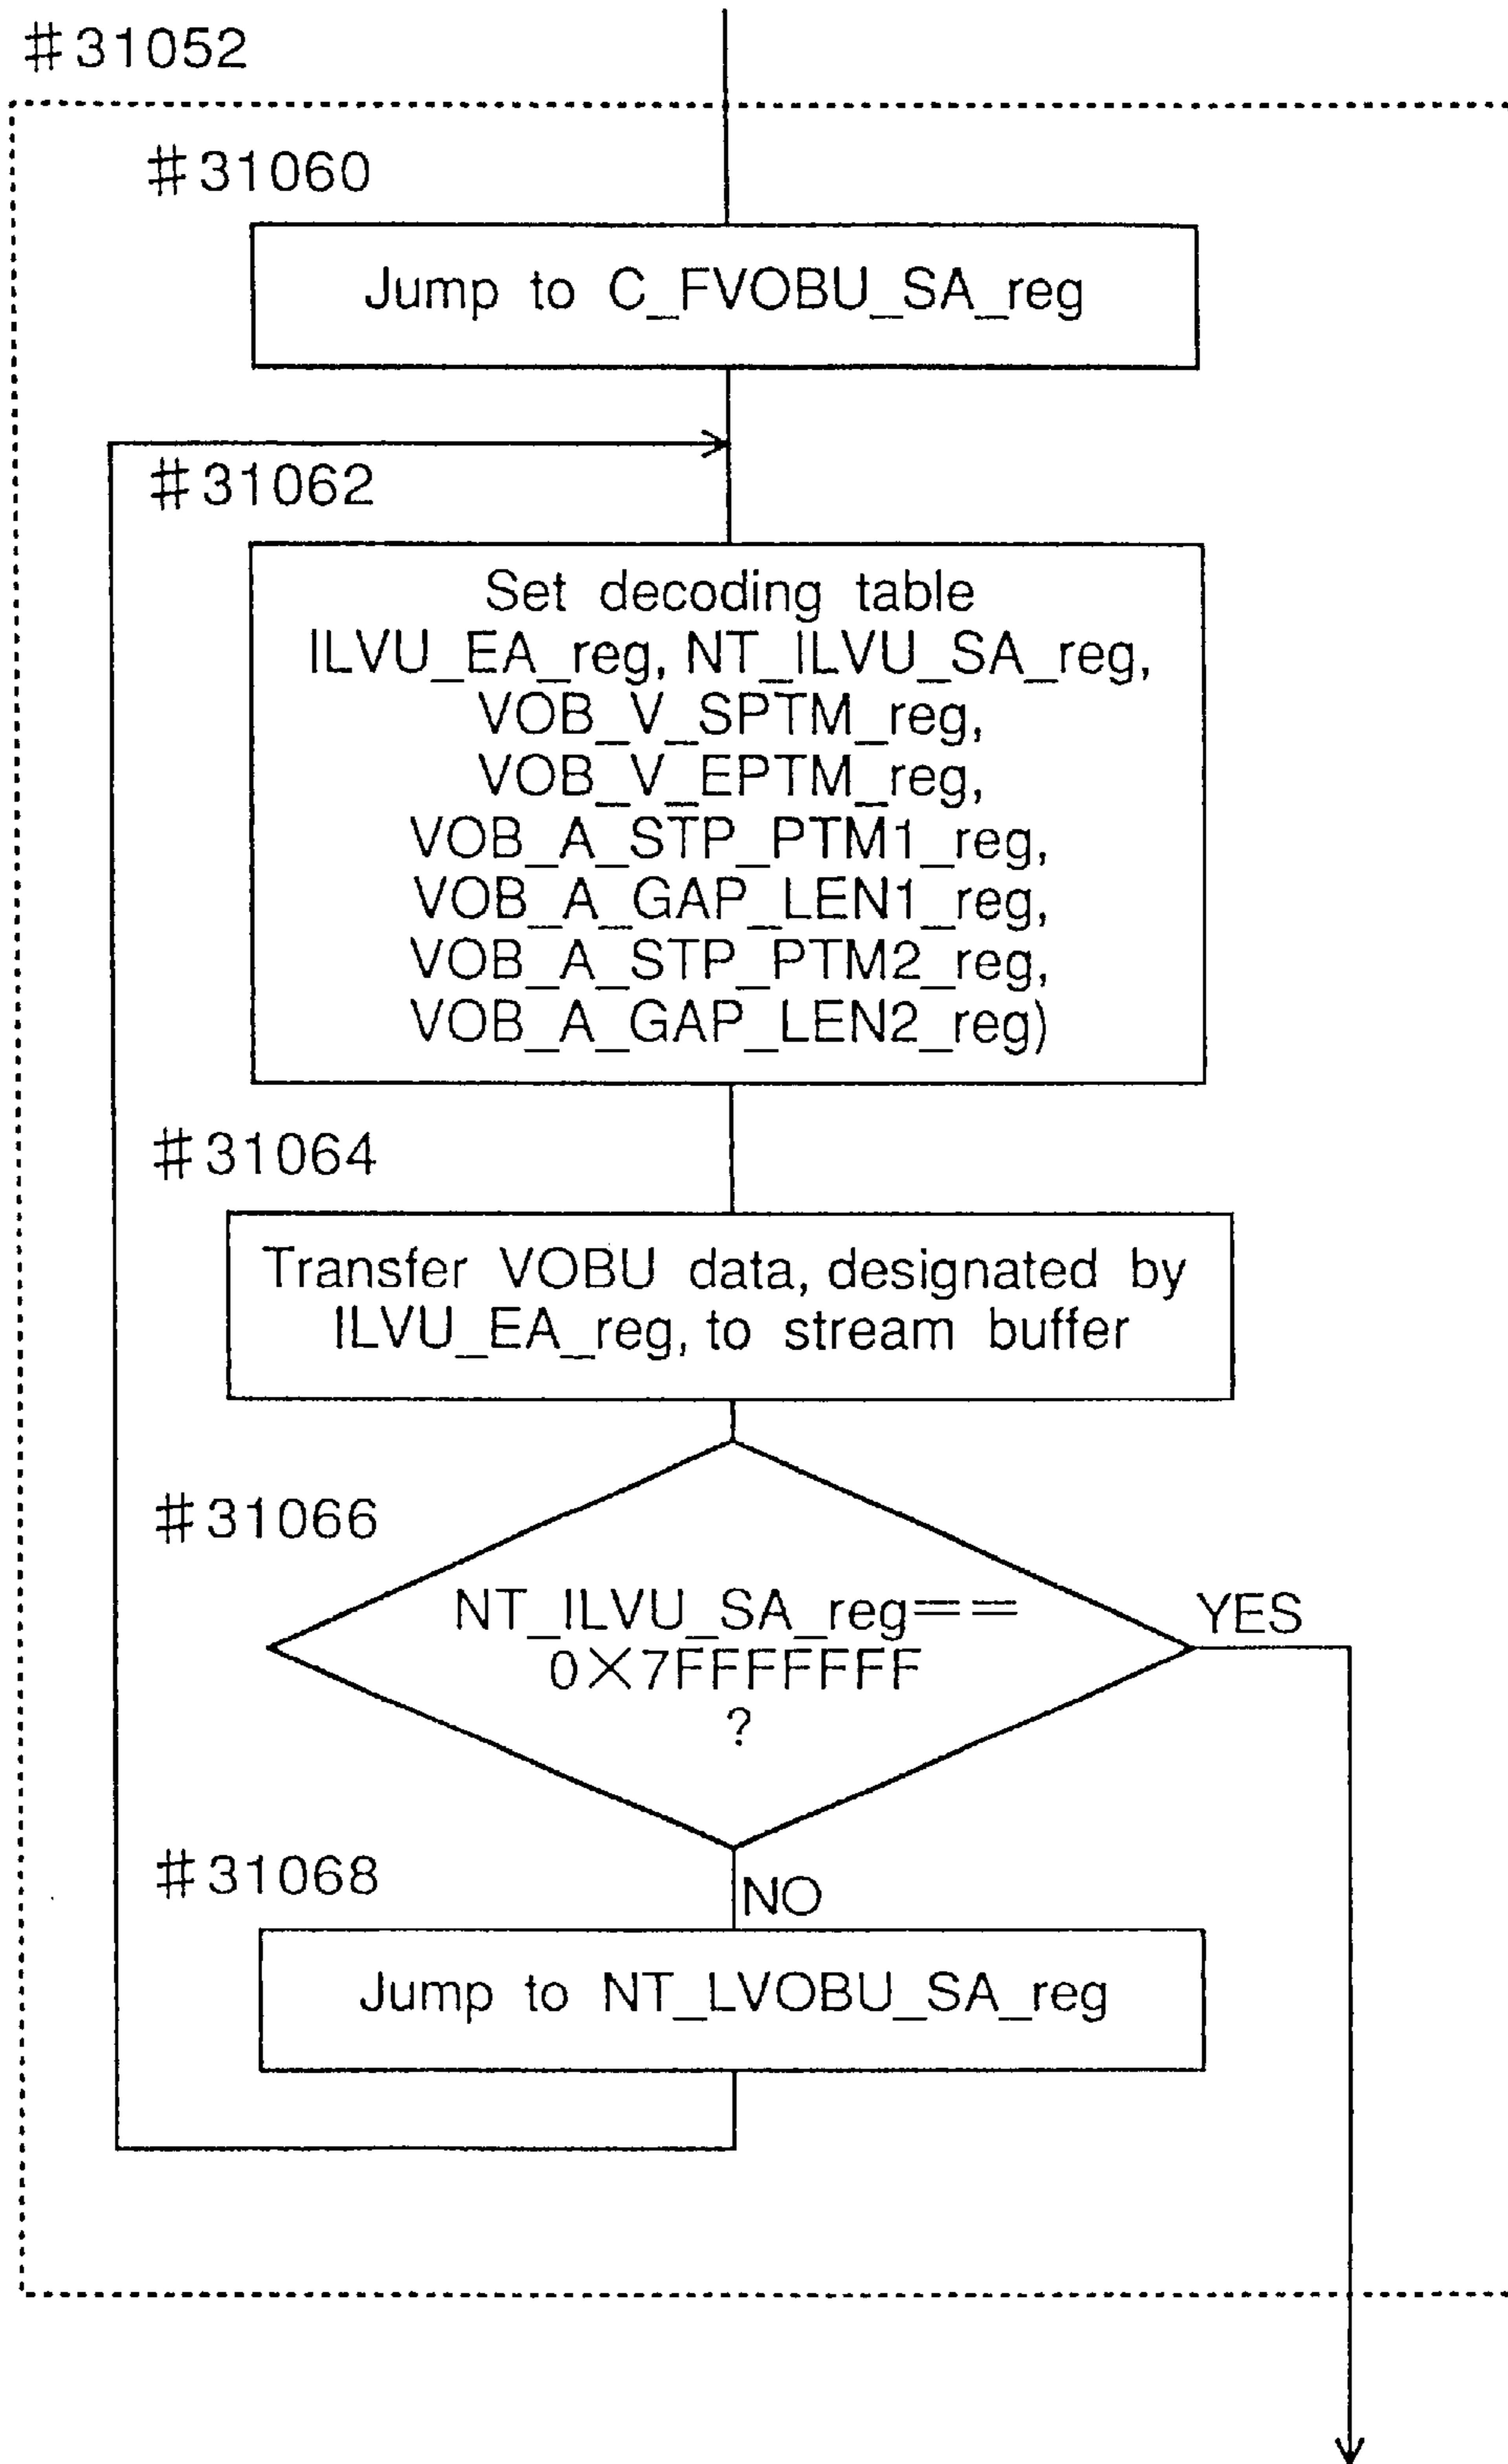 #31052
#31060
Jump to C_FVOBU_SA_reg
#31062
Set decoding table
ILVU_EA_reg, NT_ILVU_SA_reg,
VOB_V_SPTM_reg,
VOB_V_EPTM_reg,
VOB_A_STP_PTM1_reg,
VOB_A_GAP_LEN1_reg,
VOB_A_STP_PTM2_reg,
VOB_A_GAP_LEN2_reg)
#31064
Transfer VOBU data, designated by
ILVU_EA_reg, to stream buffer
#31066
NT_ILVU_SA_reg==
0×7FFFFFFF
?
YES
#31068
NO
Jump to NT_LVOBU_SA_reg